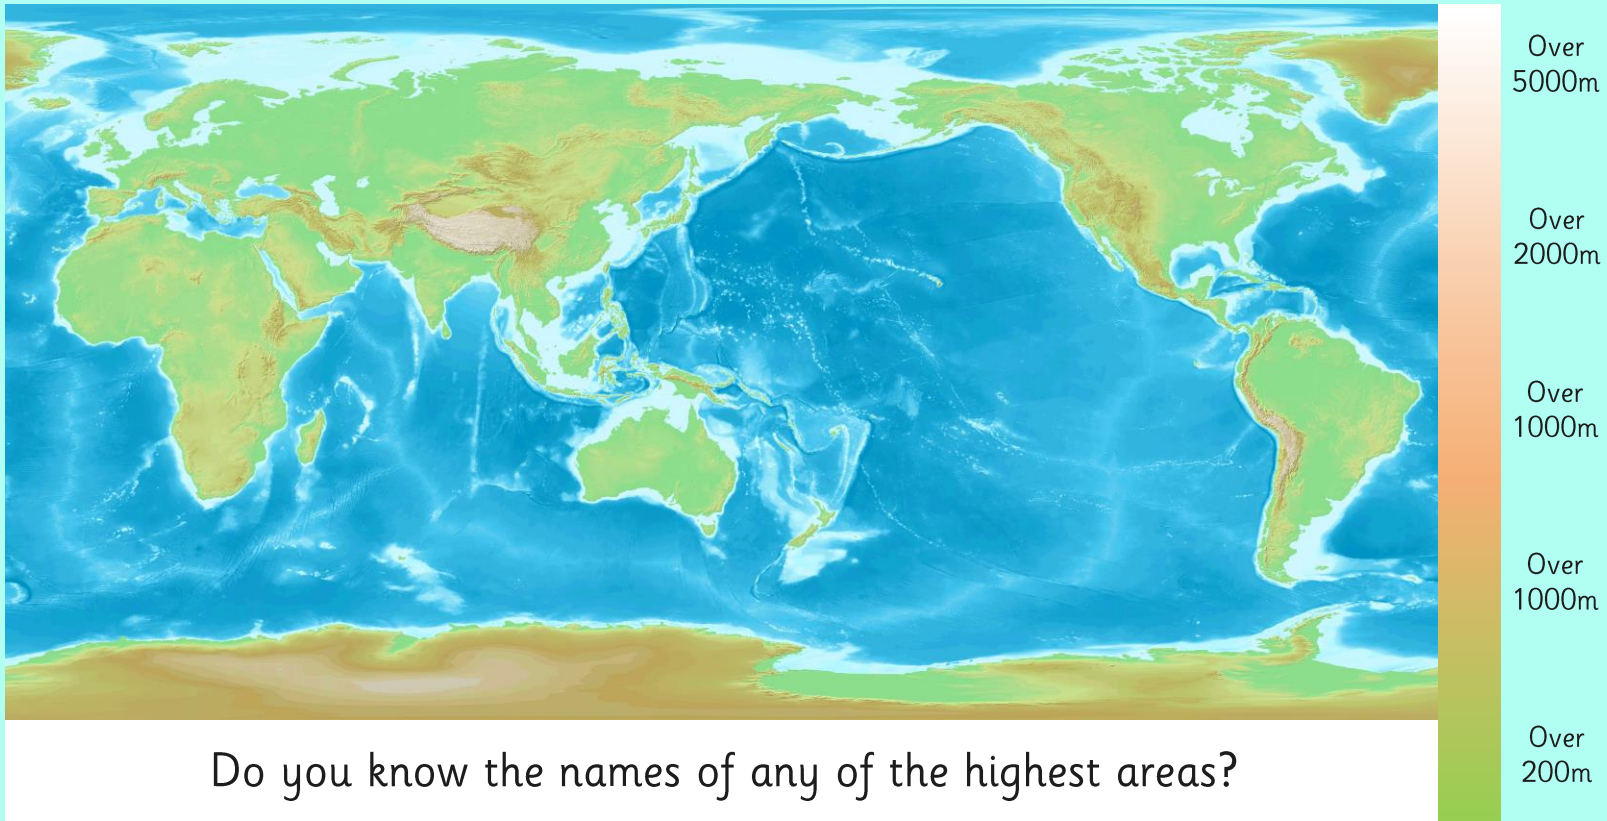 Over
5000m
Over
2000m
Over
1000m
Over
1000m
Over
200m
Do you know the names of any of the highest areas?